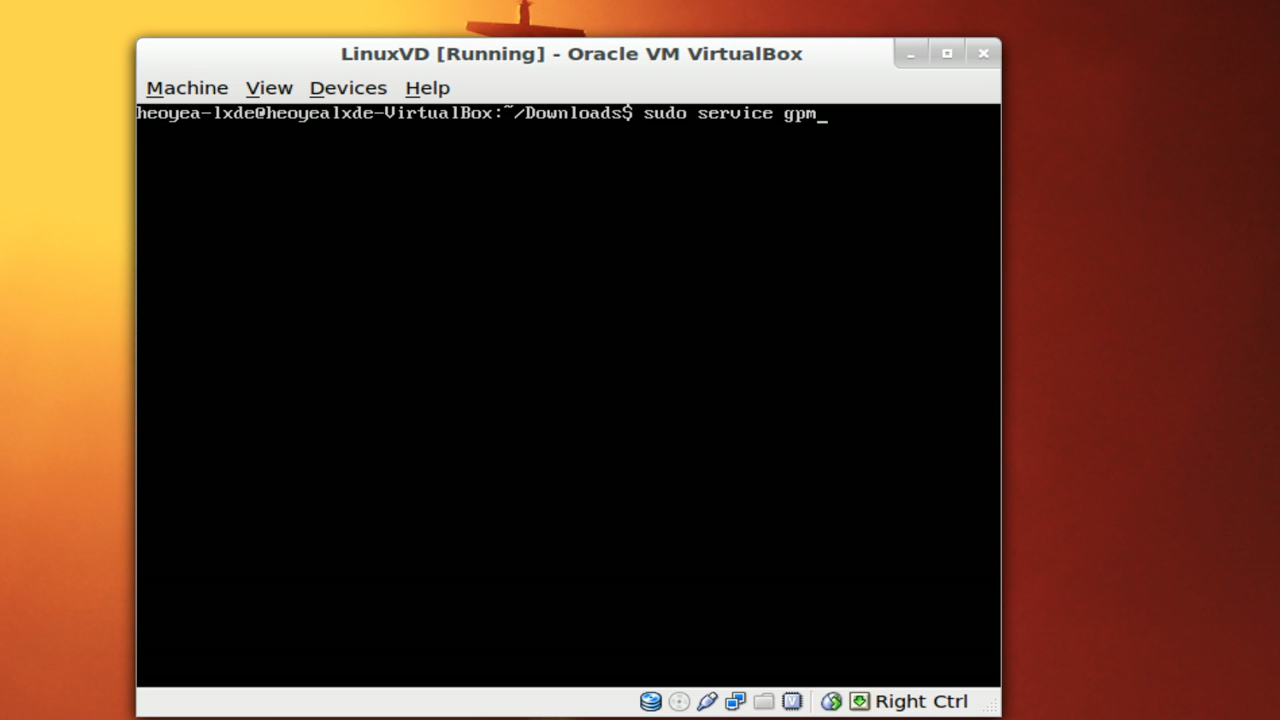 LinuxVD [Running] - Oracle VM VirtualBox
Machine View Devices Help
heoyea-lxde@heoyealxde-VirtualBox:~/Downloads$ sudo service gpm_
Right Ctrl